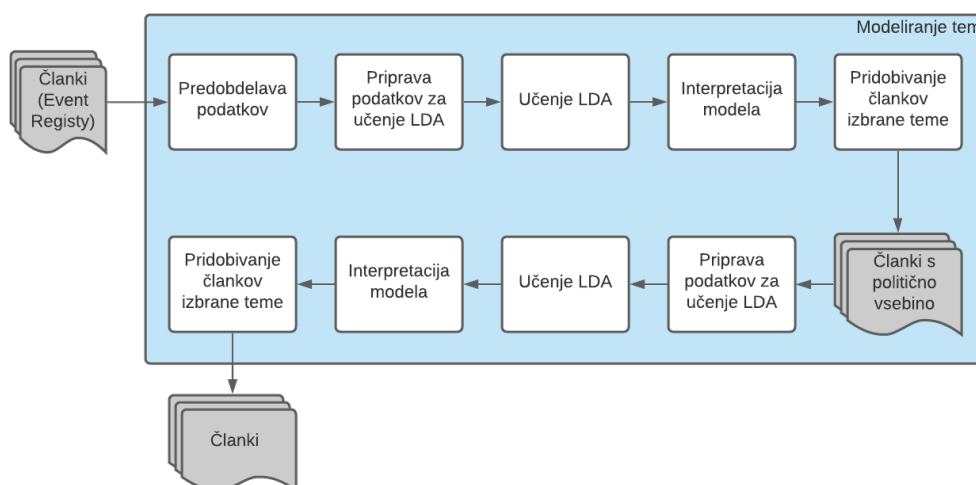 Modeliranje tem
Članki
(Event
Registy)
Predobdelava
podatkov
Priprava
podatkov za
učenje LDA
Učenje LDA
Interpretacija
modela
Pridobivanje
člankov
izbrane teme
Pridobivanje
člankov
izbrane teme
Interpretacija
modela
Učenje LDA
Priprava
podatkov za
učenje LDA
Članki s
politično
vsebino
Članki